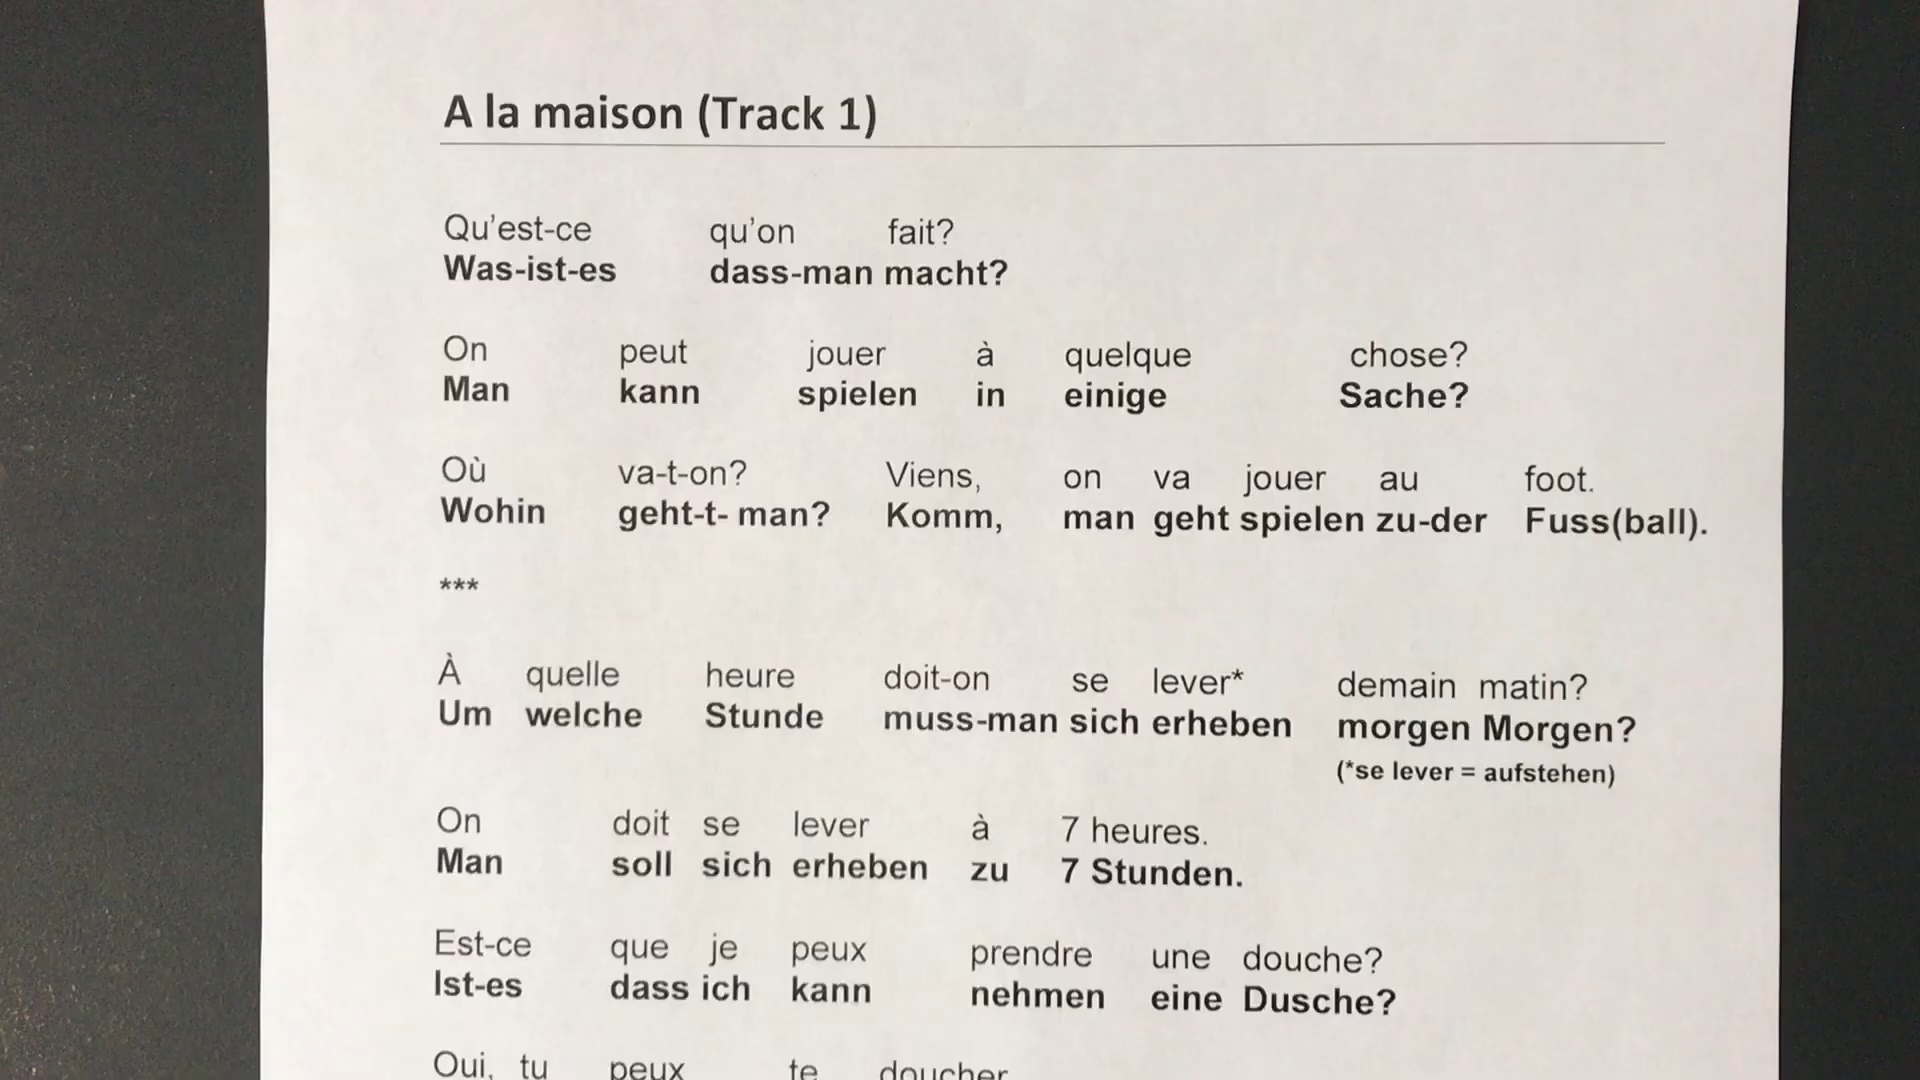 A la maison (Track 1)
Qu'est-ce qu'on fait?
Was-ist-es dass-man macht?
On peut jouer à quelque chose?
Man kann spielen in einige Sache?
Où va-t-on? Viens, on va jouer au foot.
Wohin geht-t- man? Komm, man geht spielen zu-der Fuss(ball).
***
À quelle heure doit-on se lever* demain matin?
Um welche Stunde muss-man sich erheben morgen Morgen?
(*se lever = aufstehen)
On doit se lever à 7 heures.
Man soll sich erheben zu 7 Stunden.
Est-ce que je peux prendre une douche?
Ist-es dass ich kann nehmen eine Dusche?
Oui, tu peux te doucher